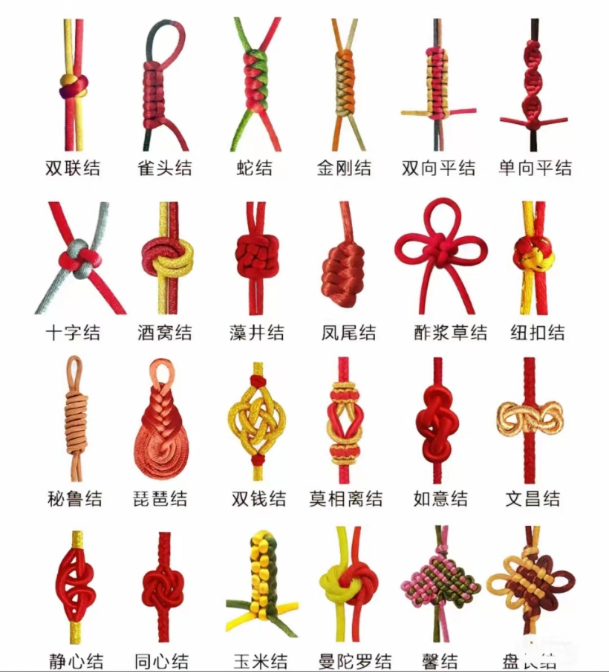 双联结 雀头结 蛇结 金刚结 双向平结 单向平结
十字结 酒窝结 藻井结 凤尾结 酢浆草结 纽扣结
秘鲁结 琵琶结 双钱结 莫相离结 如意结 文昌结
静心结 同心结 玉米结 曼陀罗结 馨结 盘长结